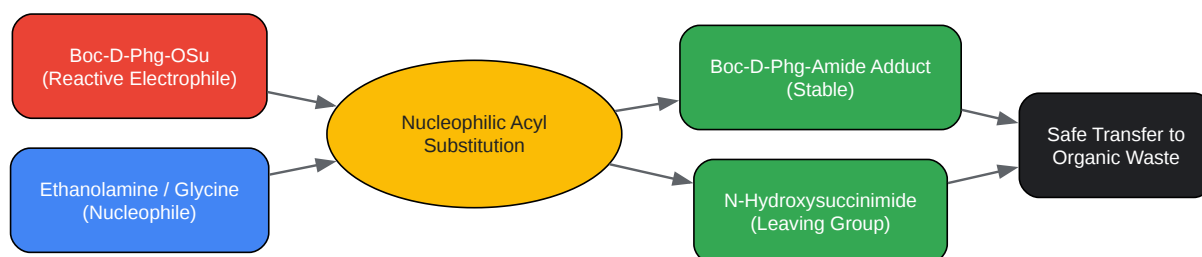 Boc-D-Phg-OSu
(Reactive Electrophile)
Ethanolamine / Glycine
(Nucleophile)
Nucleophilic Acyl
Substitution
Boc-D-Phg-Amide Adduct
(Stable)
N-Hydroxysuccinimide
(Leaving Group)
Safe Transfer to
Organic Waste